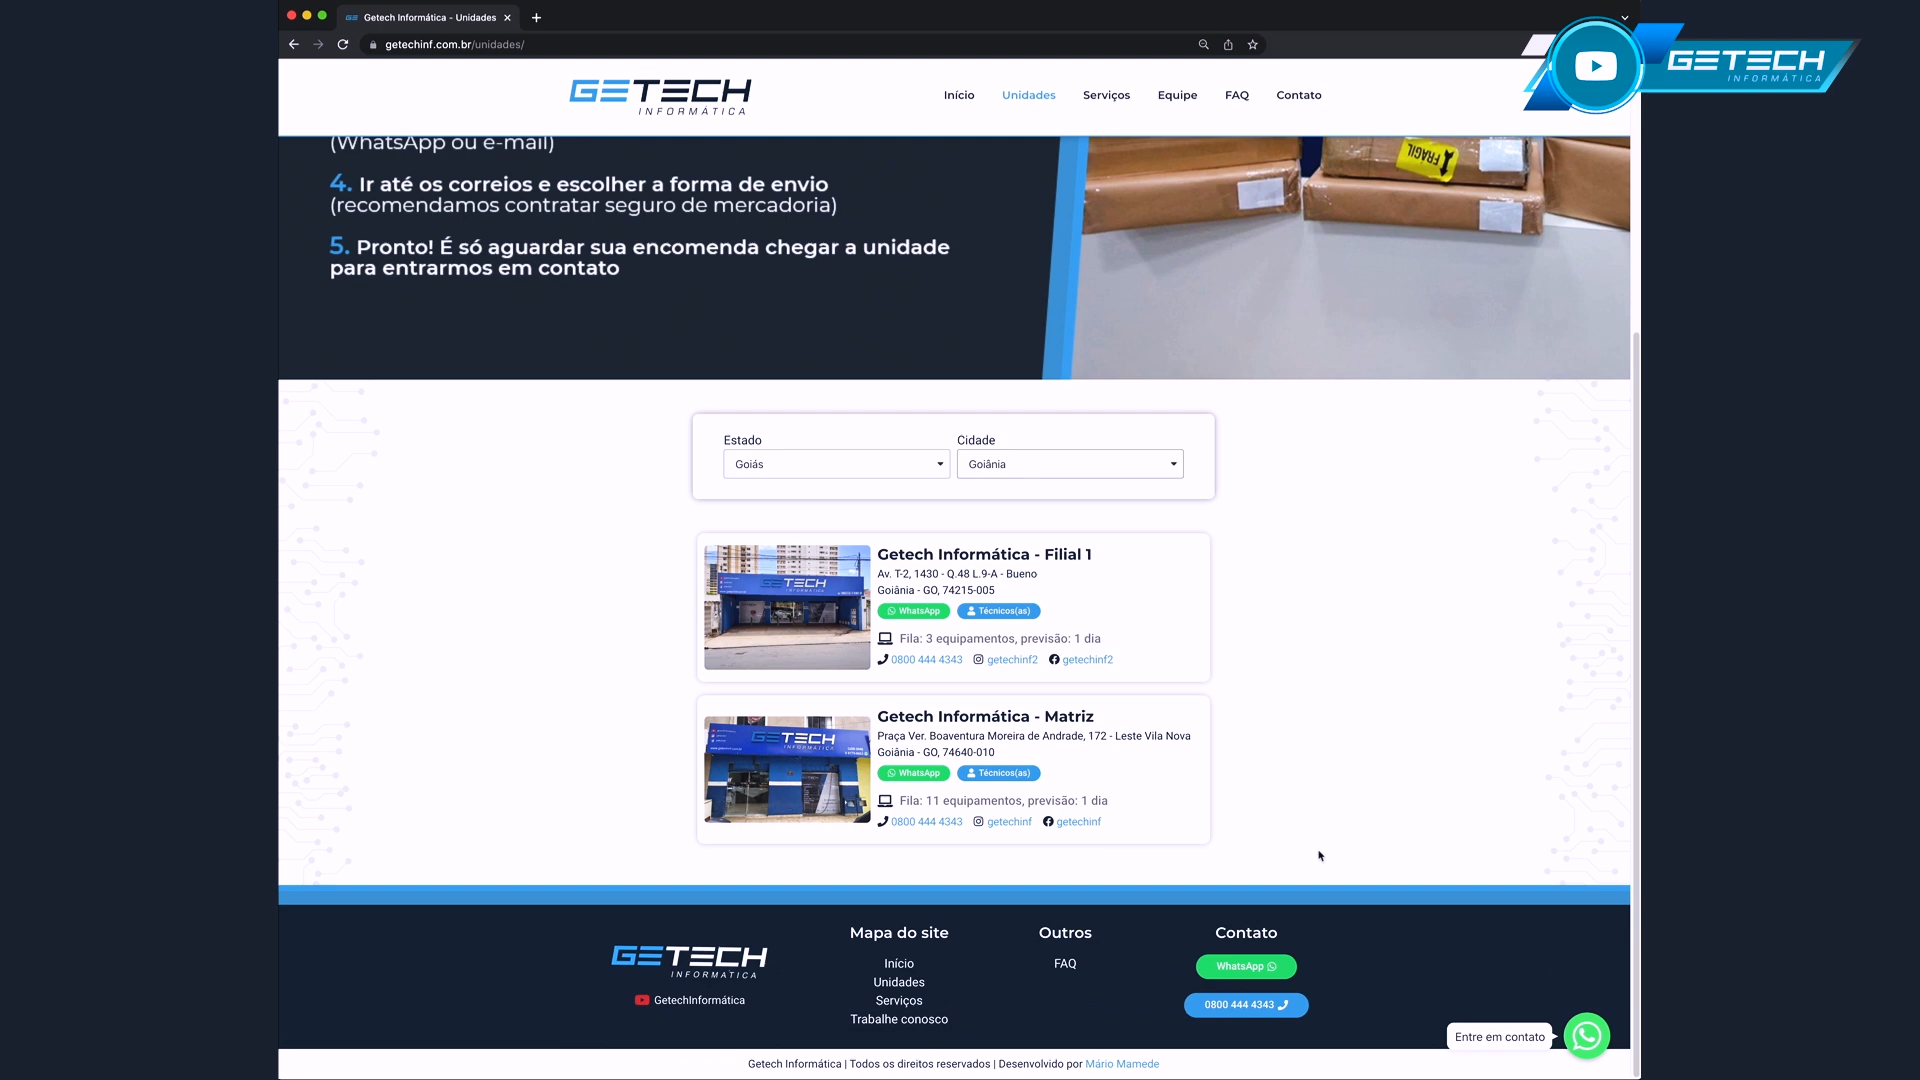 Getech Informática - Unidades
getechinf.com.br/unidades/
GETECH
INFORMÁTICA
GETECH
INFORMÁTICA
Início
Unidades
Serviços
Equipe
FAQ
Contato
(WhatsApp ou e-mail)
4. Ir até os correios e escolher a forma de envio
(recomendamos contratar seguro de mercadoria)
5. Pronto! É só aguardar sua encomenda chegar a unidade
para entrarmos em contato
FRÁGIL
Estado
Cidade
Goiás
Goiânia
GETECH
Getech Informática - Filial 1
Av. T-2, 1430 - Q.48 L.9-A - Bueno
Goiânia - GO, 74215-005
WhatsApp
Técnicos(as)
Fila: 3 equipamentos, previsão: 1 dia
0800 444 4343
getechinf2
getechinf2
GETECH
INFORMÁTICA
Getech Informática - Matriz
Praça Ver. Boaventura Moreira de Andrade, 172 - Leste Vila Nova
Goiânia - GO, 74640-010
WhatsApp
Técnicos(as)
Fila: 11 equipamentos, previsão: 1 dia
0800 444 4343
getechinf
getechinf
GETECH
INFORMÁTICA
GetechInformática
Mapa do site
Início
Unidades
Serviços
Trabalhe conosco
Outros
FAQ
Contato
WhatsApp
0800 444 4343
Entre em contato
Getech Informática | Todos os direitos reservados | Desenvolvido por Mário Mamede